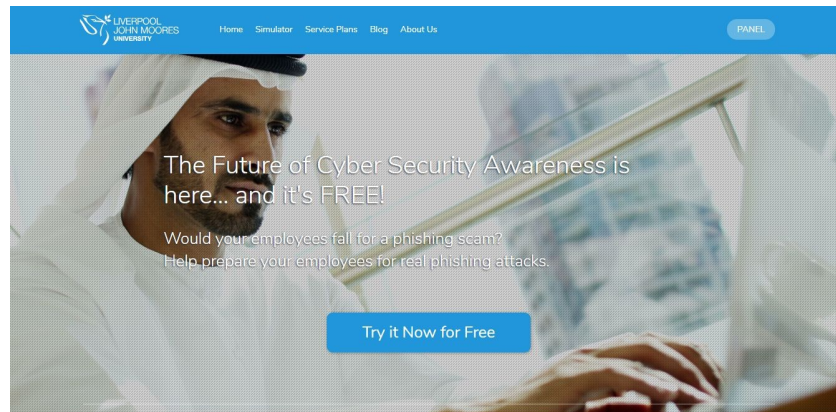 LIVERPOOL
JOHN MOORES
UNIVERSITY
Home Simulator Service Plans Blog About Us
PANEL
The Future of Cyber Security Awareness is
here... and it's FREE!
Would your employees fall for a phishing scam?
Help prepare your employees for real phishing attacks.
Try it Now for Free